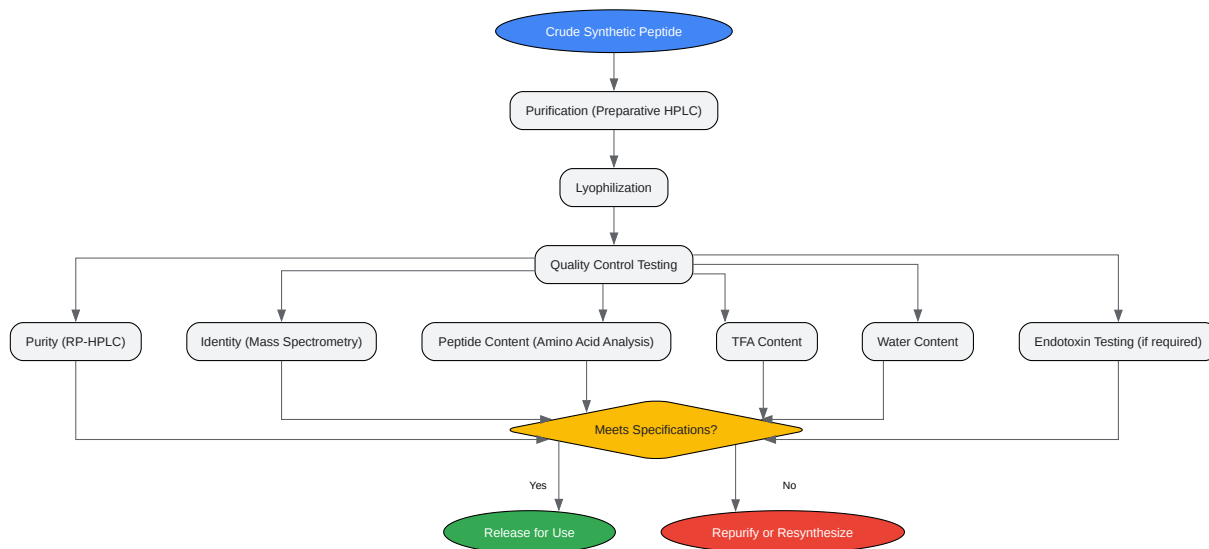 Crude Synthetic Peptide
Purification (Preparative HPLC)
Lyophilization
Quality Control Testing
Purity (RP-HPLC)
Identity (Mass Spectrometry)
Peptide Content (Amino Acid Analysis)
TFA Content
Water Content
Endotoxin Testing (if required)
Meets Specifications?
Yes
No
Release for Use
Repurify or Resynthesize